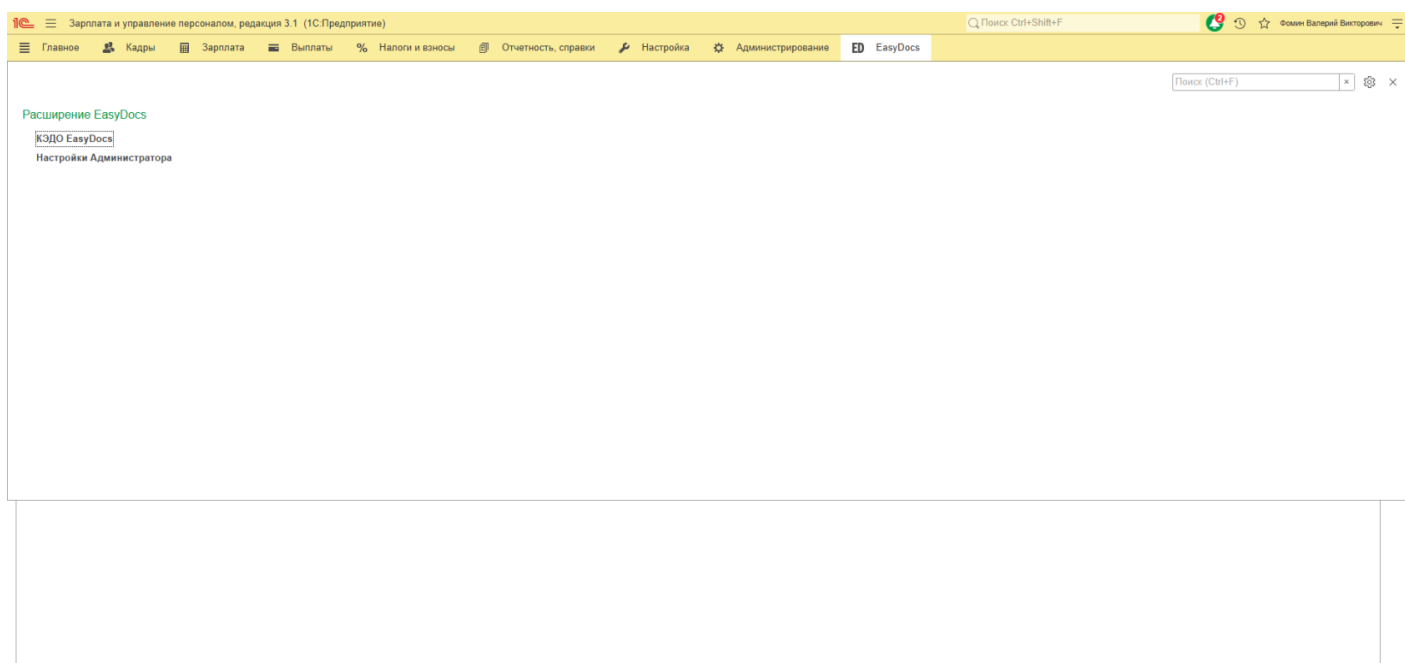 1С Зарплата и управление персоналом, редакция 3.1 (1С:Предприятие) Поиск Ctrl+Shift+F 2 Фомин Валерий Викторович
Главное Кадры Зарплата Выплаты % Налоги и взносы Отчетность, справки Настройка Администрирование ED EasyDocs
Поиск (Ctrl+F) ×
Расширение EasyDocs
КЭДО EasyDocs
Настройки Администратора